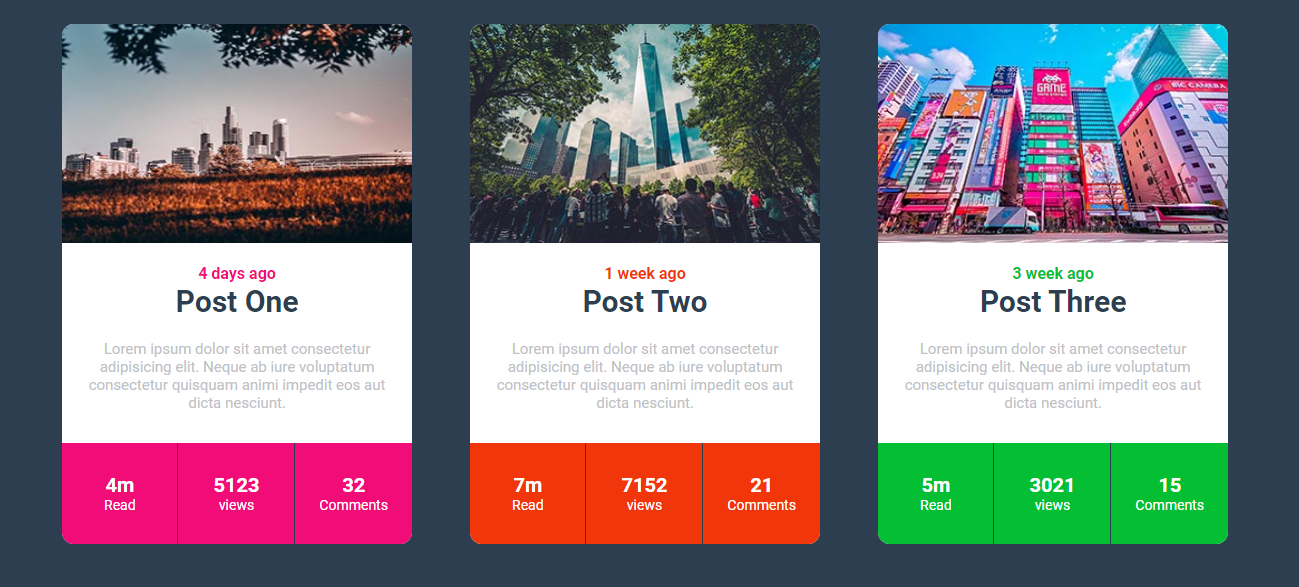 GAME
BIC CAMERA
4 days ago
Post One
Lorem ipsum dolor sit amet consectetur
adipisicing elit. Neque ab iure voluptatum
consectetur quisquam animi impedit eos aut
dicta nesciunt.
4m
Read
5123
views
32
Comments
1 week ago
Post Two
Lorem ipsum dolor sit amet consectetur
adipisicing elit. Neque ab iure voluptatum
consectetur quisquam animi impedit eos aut
dicta nesciunt.
7m
Read
7152
views
21
Comments
3 week ago
Post Three
Lorem ipsum dolor sit amet consectetur
adipisicing elit. Neque ab iure voluptatum
consectetur quisquam animi impedit eos aut
dicta nesciunt.
5m
Read
3021
views
15
Comments